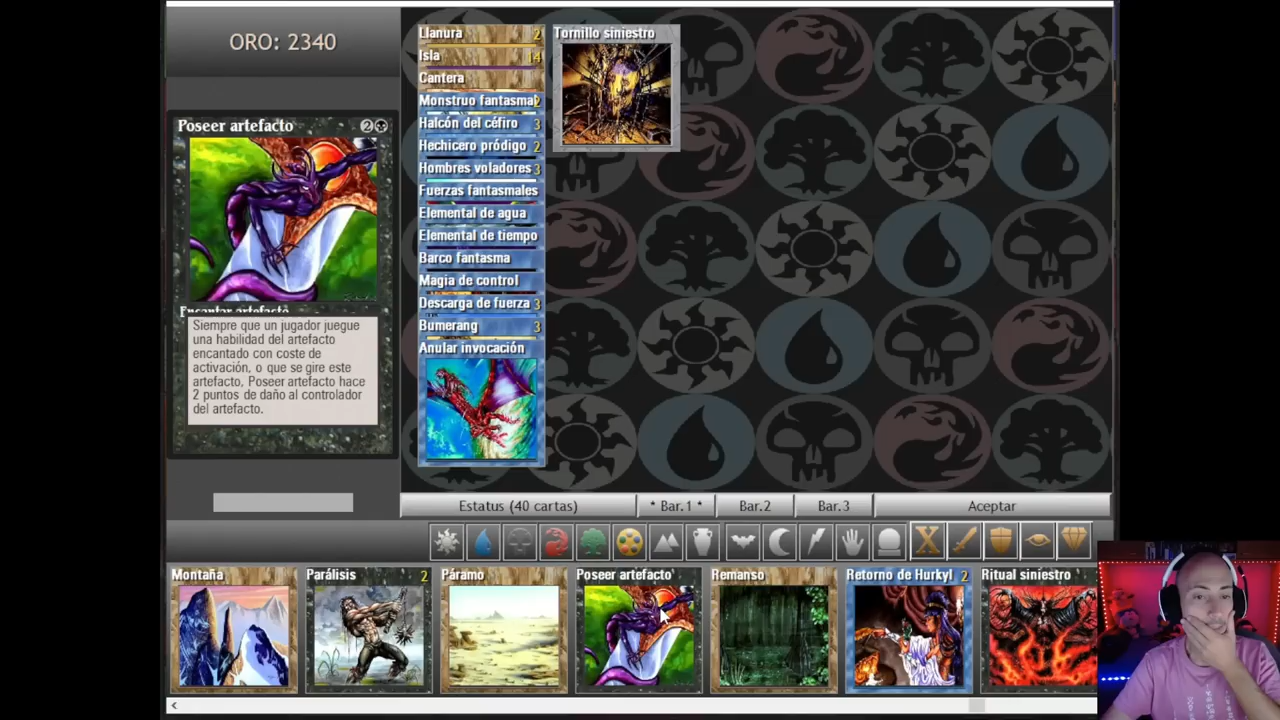 ORO: 2340
Poseer artefacto 2
Encantar artefacto
Siempre que un jugador juegue
una habilidad del artefacto
encantado con coste de
activación, o que se gire este
artefacto, Poseer artefacto hace
2 puntos de daño al controlador
del artefacto.
Llanura 2
Isla 14
Cantera
Monstruo fantasmal 2
Halcón del céfiro 3
Hechicero pródigo 2
Hombres voladores 3
Fuerzas fantasmales
Elemental de agua
Elemental de tiempo
Barco fantasma
Magia de control
Descarga de fuerza 3
Bumerang 3
Anular invocación
Tornillo siniestro
Estatus (40 cartas)
* Bar.1 *
Bar.2
Bar.3
Aceptar
X
Montaña
Parálisis 2
Páramo
Poseer artefacto
Remanso
Retorno de Hurkyl 2
Ritual siniestro